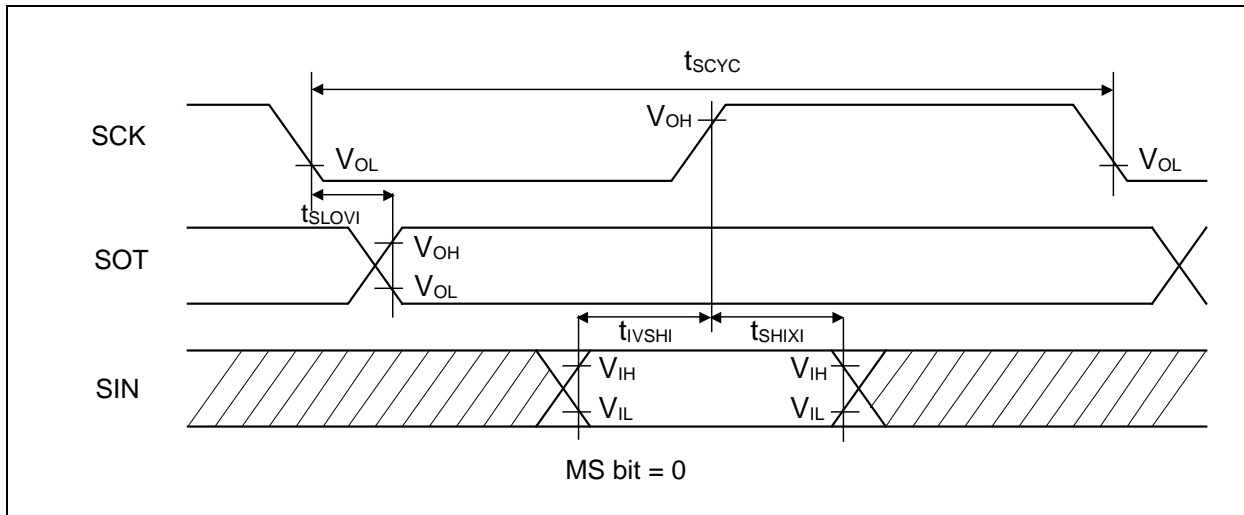 tSCYC
SCK
VOH
VOL
VOL
tSLOVI
SOT
VOH
VOL
tIVSHI
tSHIXI
SIN
VIH
VIH
VIL
VIL
MS bit = 0